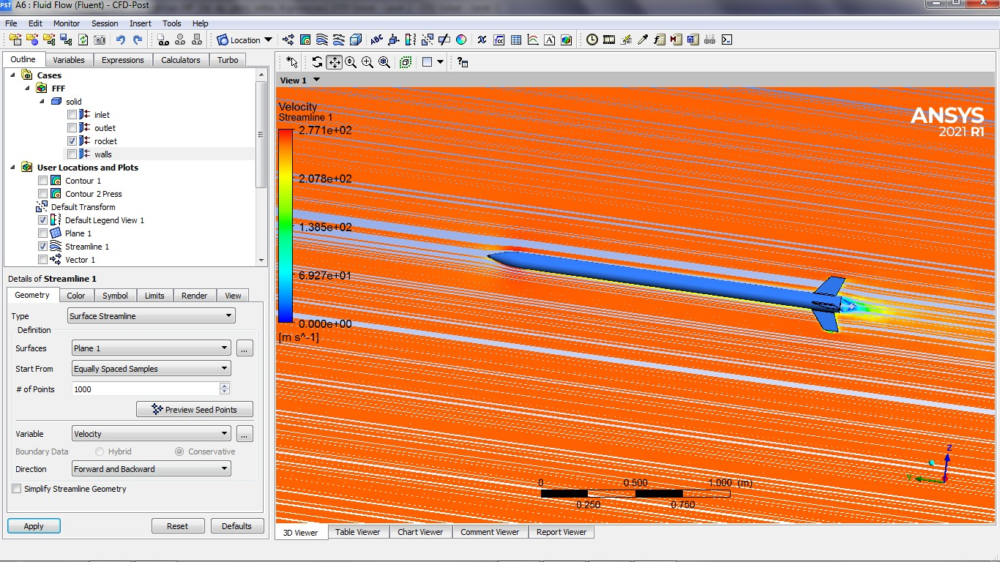 PST A6 : Fluid Flow (Fluent) - CFD-Post
File Edit Monitor Session Insert Tools Help
Location
Outline Variables Expressions Calculators Turbo
Cases
FFF
solid
inlet
outlet
rocket
walls
User Locations and Plots
Contour 1
Contour 2 Press
Default Transform
Default Legend View 1
Plane 1
Streamline 1
Vector 1
Details of Streamline 1
Geometry Color Symbol Limits Render View
Type Surface Streamline
Definition
Surfaces Plane 1 ...
Start From Equally Spaced Samples
# of Points 1000
Preview Seed Points
Variable Velocity ...
Boundary Data Hybrid Conservative
Direction Forward and Backward
Simplify Streamline Geometry
Apply Reset Defaults
View 1
Velocity
Streamline 1
2.771e+02
2.078e+02
1.385e+02
6.927e+01
0.000e+00
[m s^-1]
ANSYS
2021 R1
Z
Y
0 0.500 1.000 (m)
0.250 0.750
3D Viewer Table Viewer Chart Viewer Comment Viewer Report Viewer